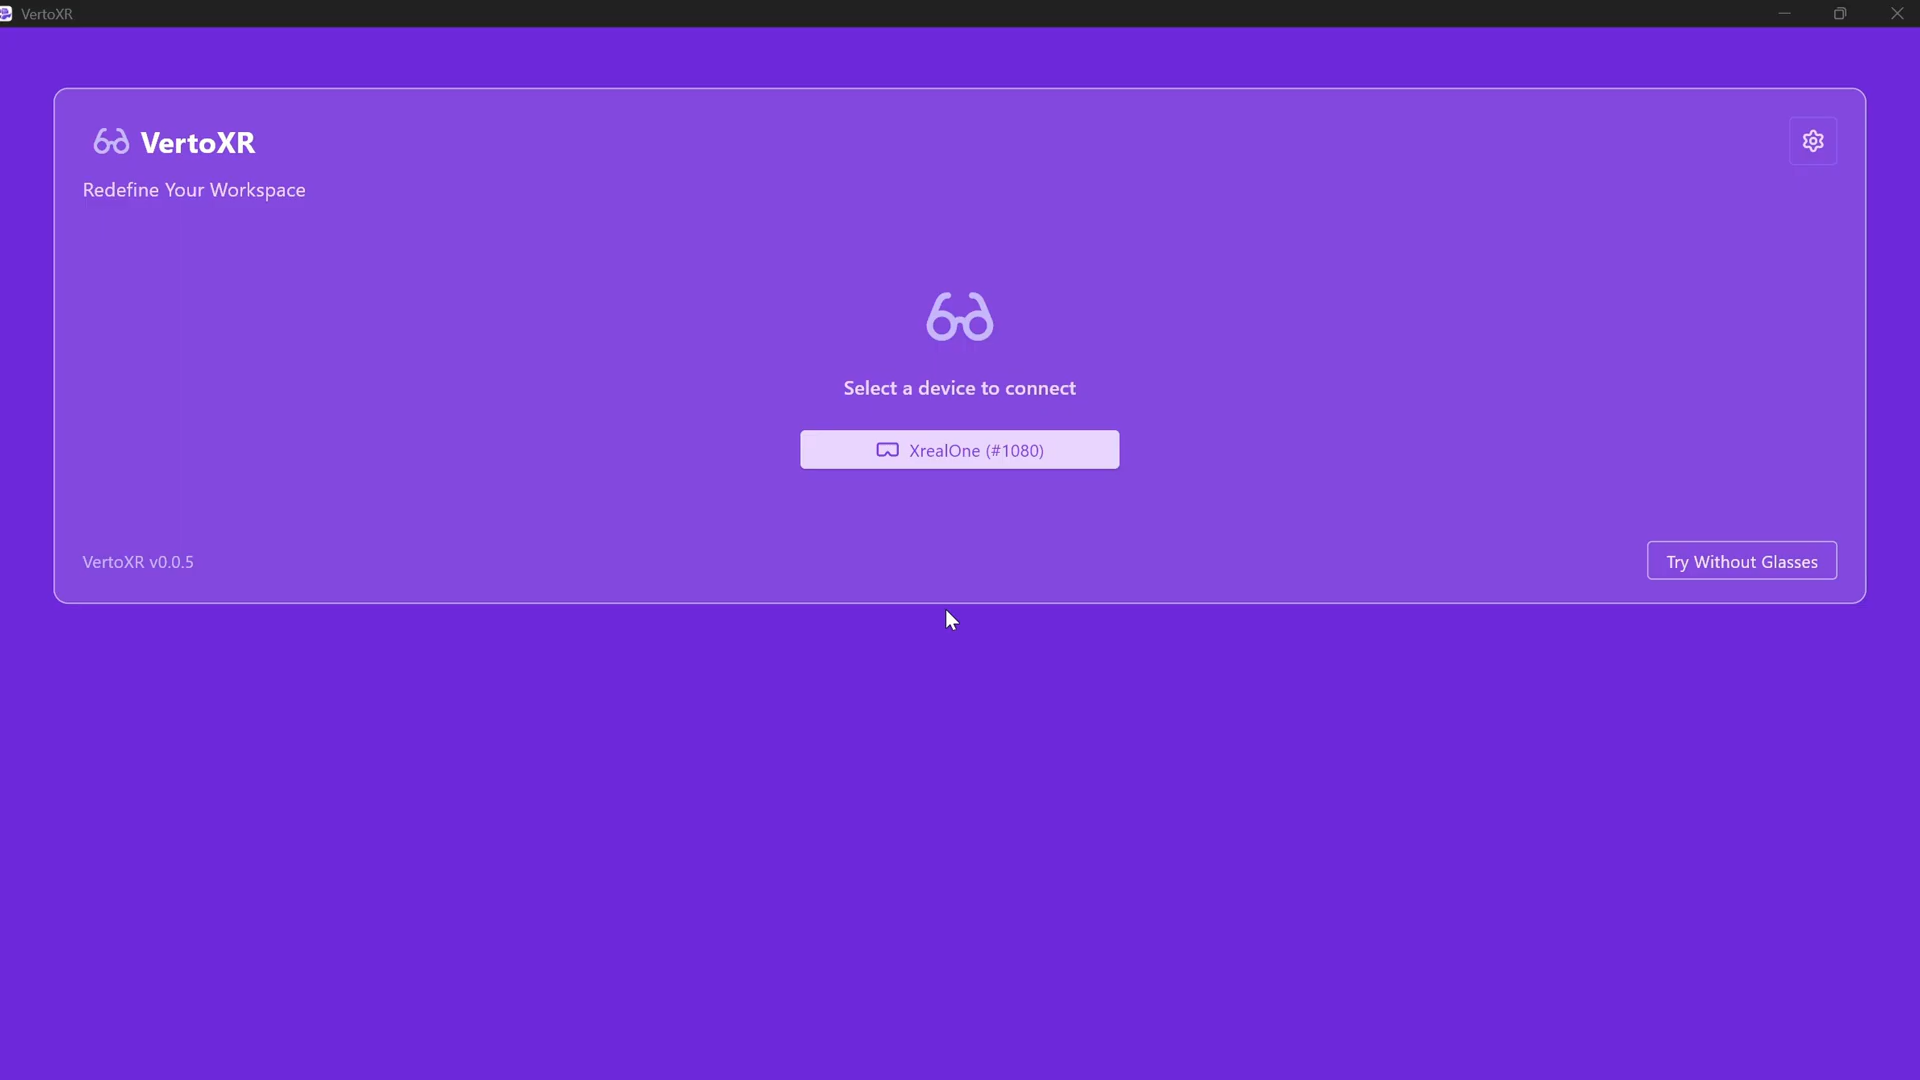 VertoXR
VertoXR
Redefine Your Workspace
Select a device to connect
XrealOne (#1080)
VertoXR v0.0.5
Try Without Glasses